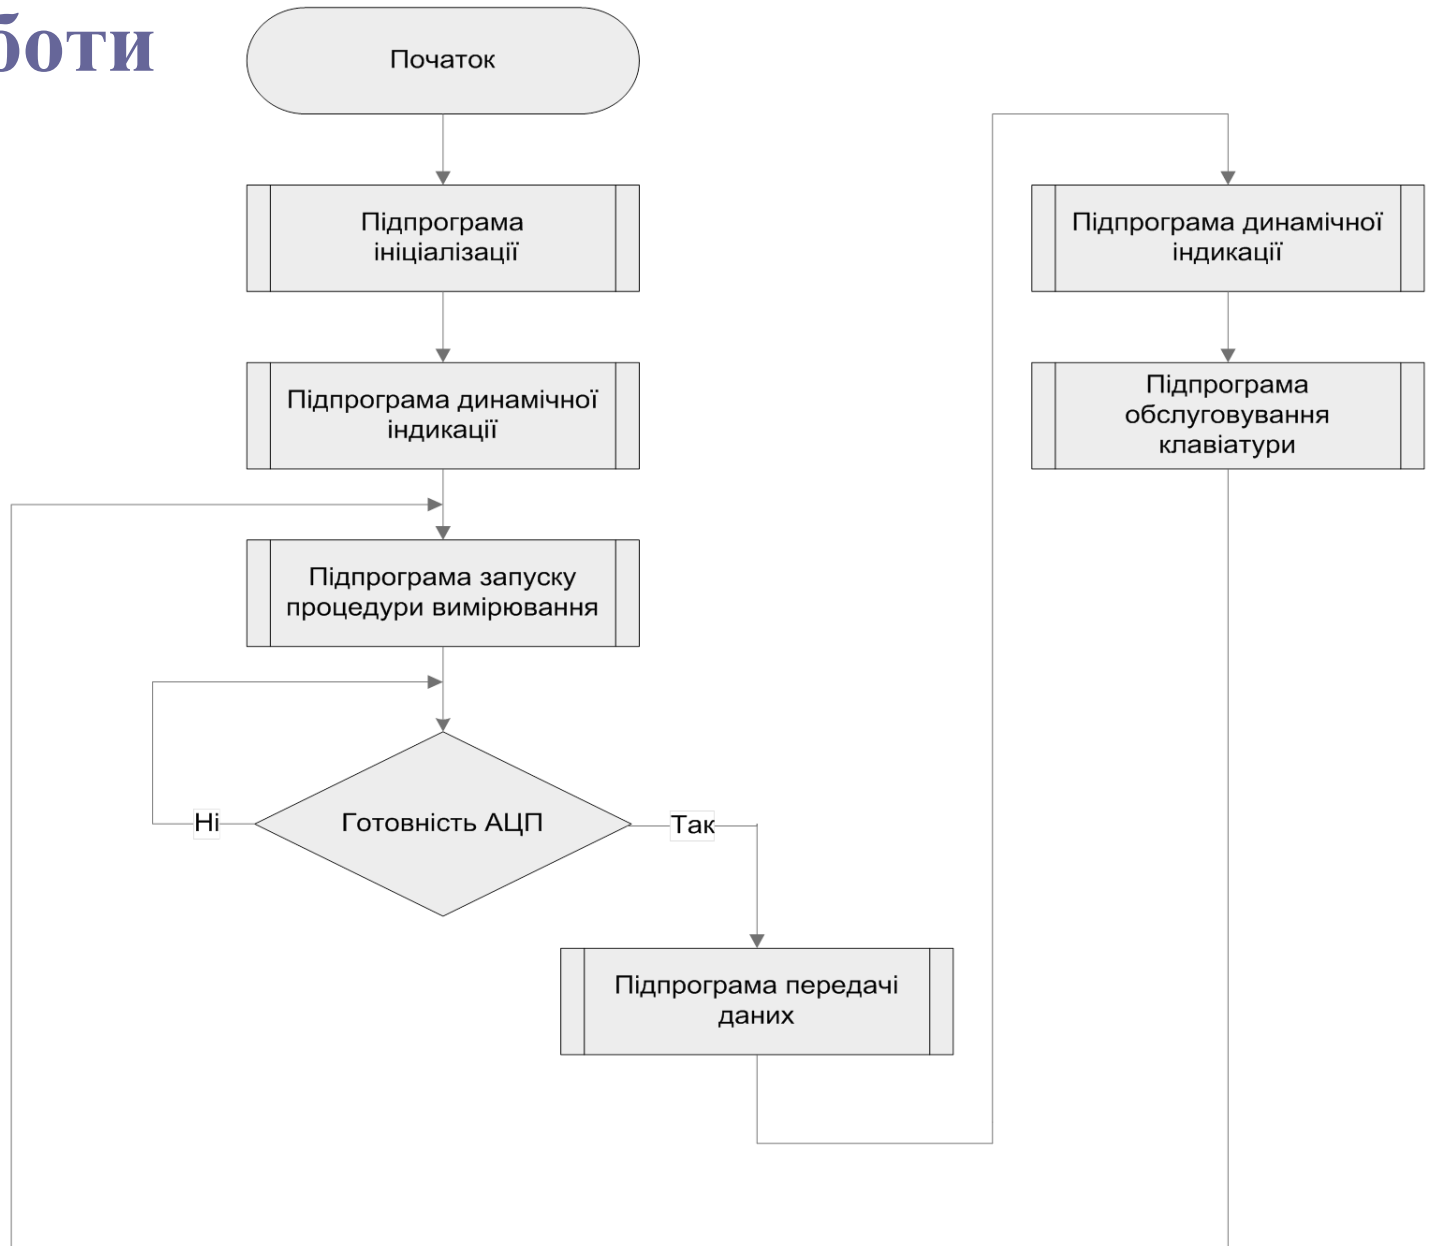 боти
Початок
Підпрограма
ініціалізації
Підпрограма динамічної
індикації
Підпрограма запуску
процедури вимірювання
Готовність АЦП
Ні
Так
Підпрограма передачі
даних
Підпрограма динамічної
індикації
Підпрограма
обслуговування
клавіатури